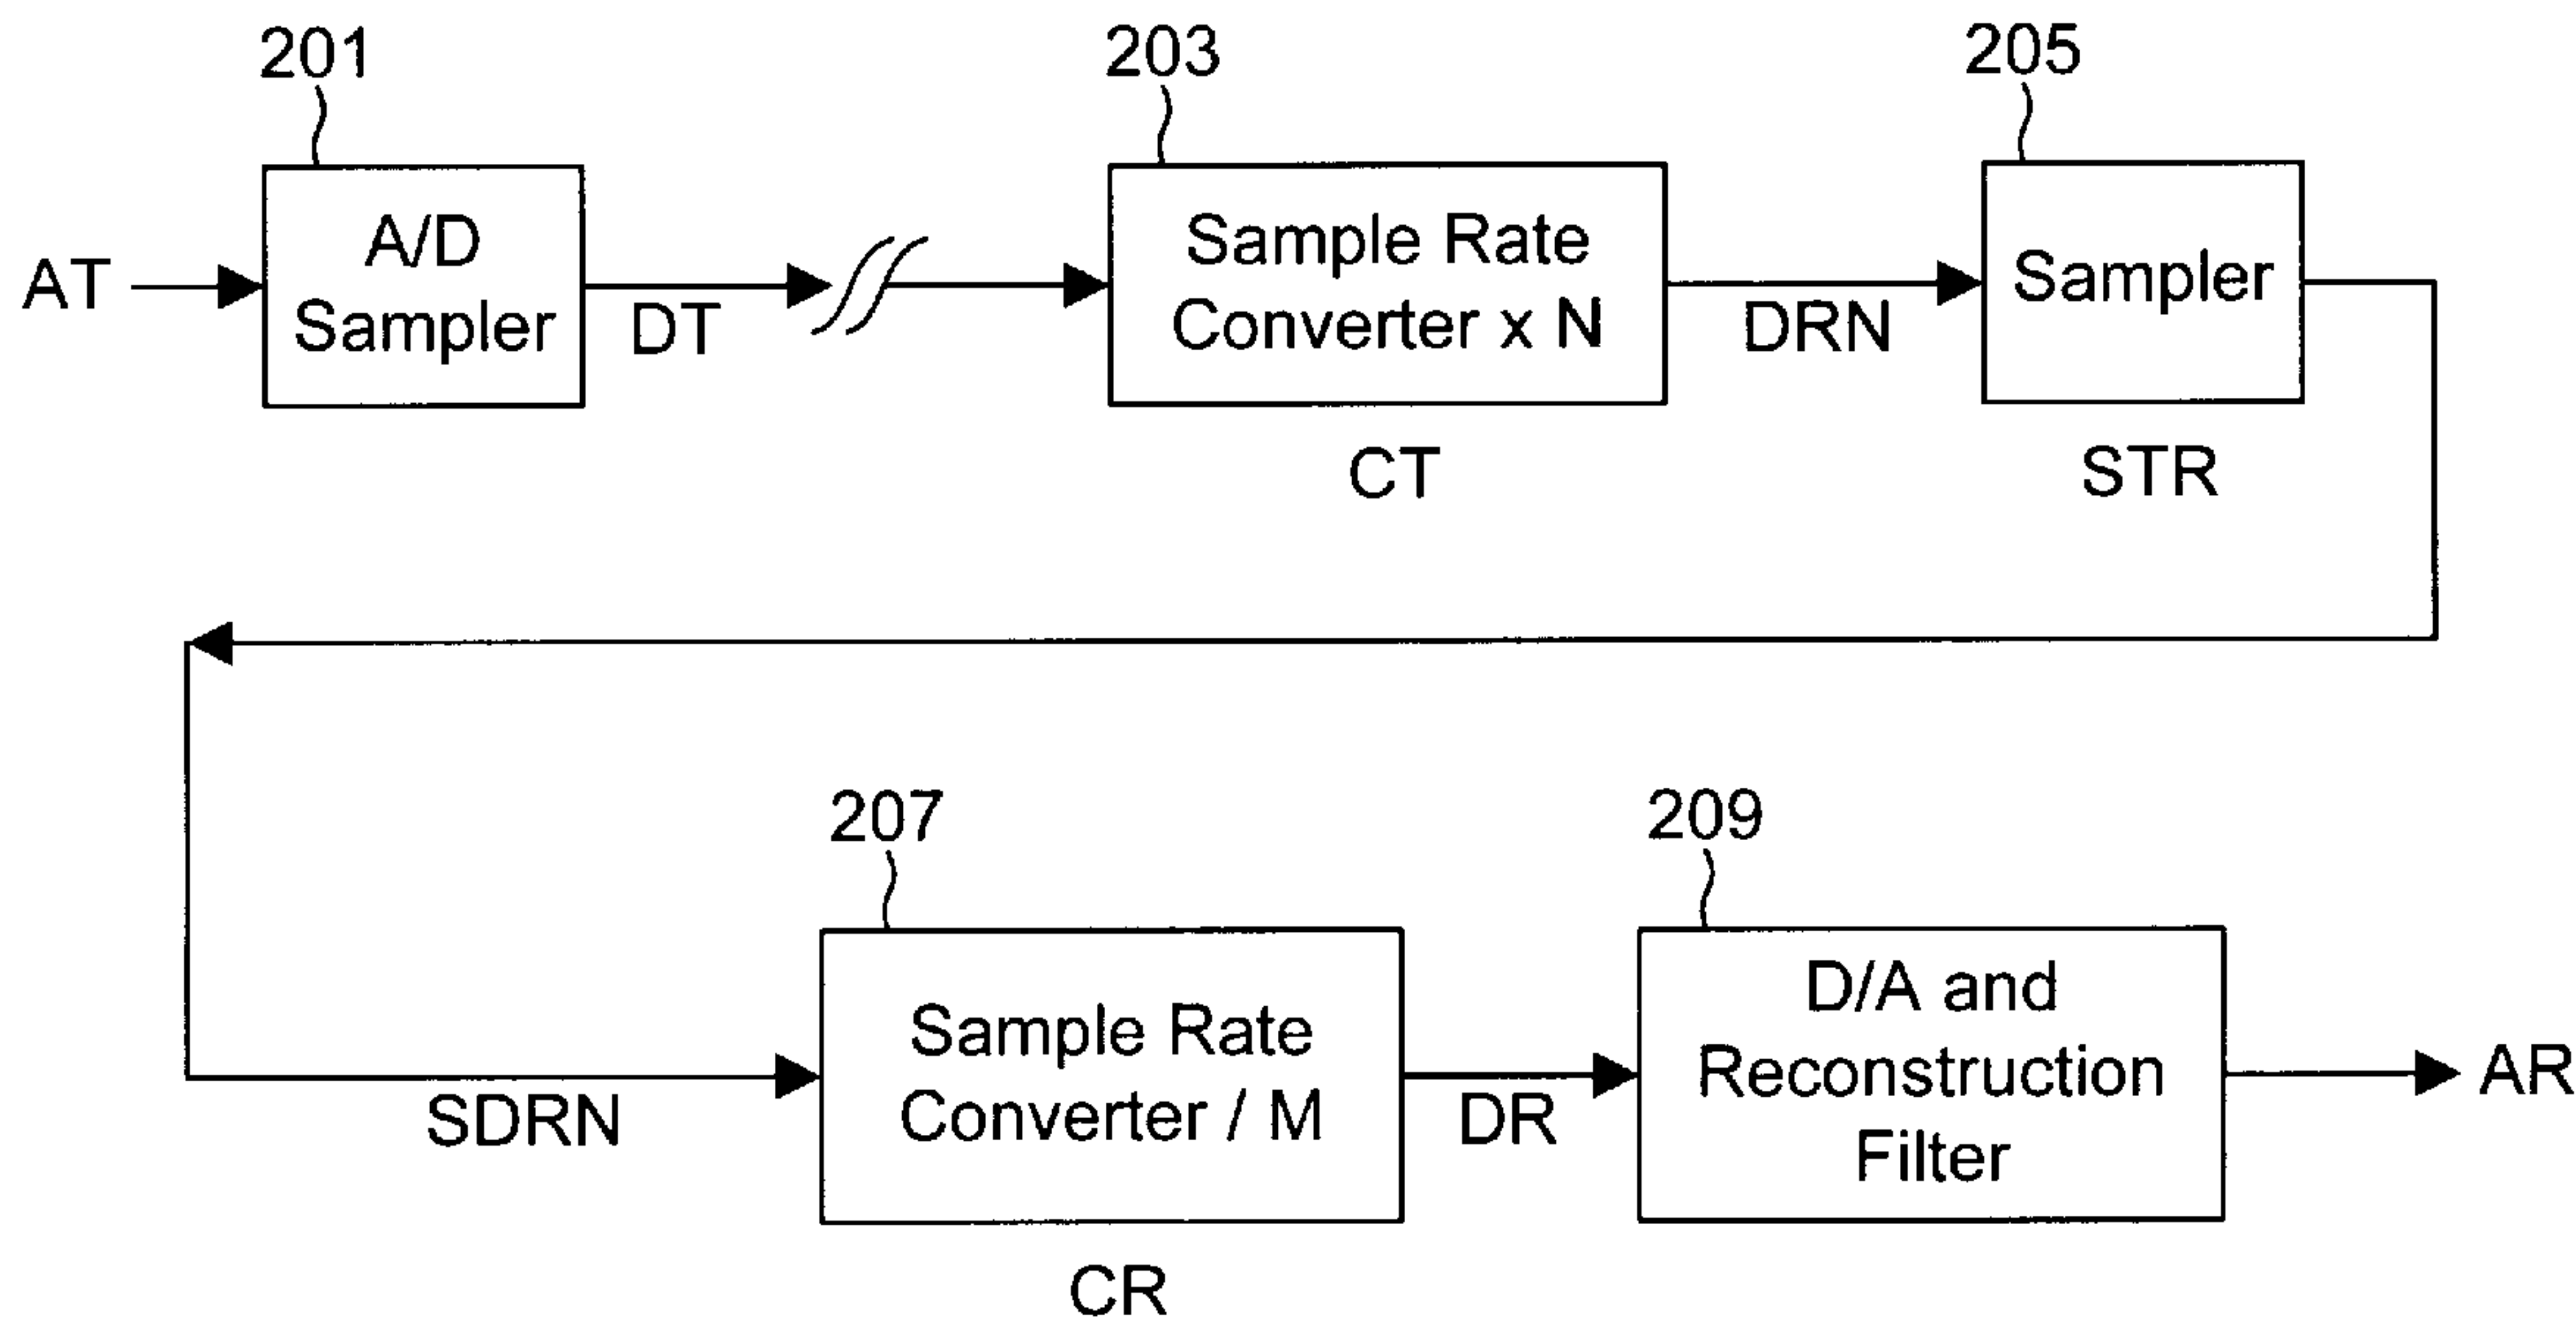 201
203
205
AT
A/D
Sampler
DT
Sample Rate
Converter x N
DRN
Sampler
CT
STR
207
209
SDRN
Sample Rate
Converter / M
DR
D/A and
Reconstruction
Filter
AR
CR